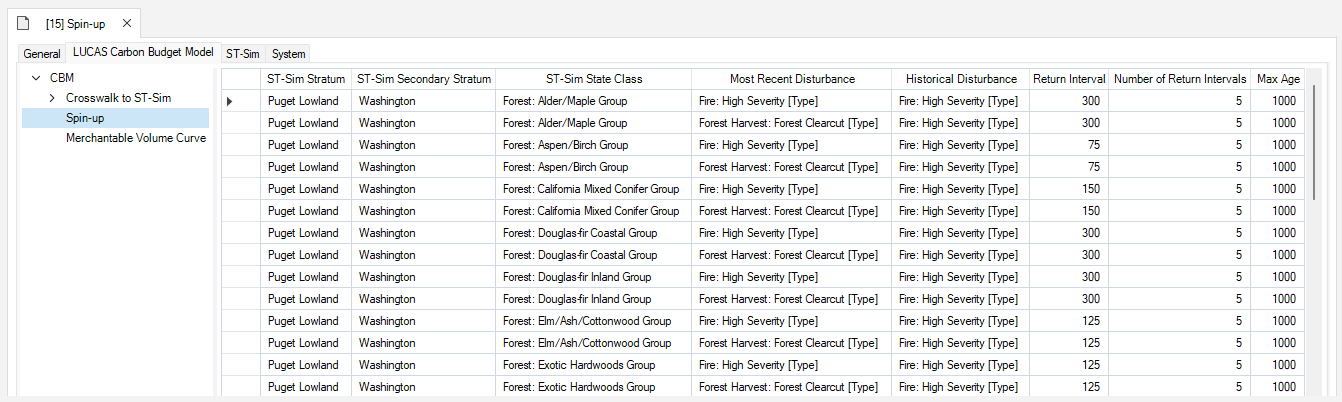 [15] Spin-up
General LUCAS Carbon Budget Model ST-Sim System
CBM
Crosswalk to ST-Sim
Spin-up
Merchantable Volume Curve
ST-Sim Stratum ST-Sim Secondary Stratum ST-Sim State Class Most Recent Disturbance Historical Disturbance Return Interval Number of Return Intervals Max Age
Puget Lowland Washington Forest: Alder/Maple Group Fire: High Severity [Type] Fire: High Severity [Type] 300 5 1000
Puget Lowland Washington Forest: Alder/Maple Group Forest Harvest: Forest Clearcut [Type] Fire: High Severity [Type] 300 5 1000
Puget Lowland Washington Forest: Aspen/Birch Group Fire: High Severity [Type] Fire: High Severity [Type] 75 5 1000
Puget Lowland Washington Forest: Aspen/Birch Group Forest Harvest: Forest Clearcut [Type] Fire: High Severity [Type] 75 5 1000
Puget Lowland Washington Forest: California Mixed Conifer Group Fire: High Severity [Type] Fire: High Severity [Type] 150 5 1000
Puget Lowland Washington Forest: California Mixed Conifer Group Forest Harvest: Forest Clearcut [Type] Fire: High Severity [Type] 150 5 1000
Puget Lowland Washington Forest: Douglas-fir Coastal Group Fire: High Severity [Type] Fire: High Severity [Type] 300 5 1000
Puget Lowland Washington Forest: Douglas-fir Coastal Group Forest Harvest: Forest Clearcut [Type] Fire: High Severity [Type] 300 5 1000
Puget Lowland Washington Forest: Douglas-fir Inland Group Fire: High Severity [Type] Fire: High Severity [Type] 300 5 1000
Puget Lowland Washington Forest: Douglas-fir Inland Group Forest Harvest: Forest Clearcut [Type] Fire: High Severity [Type] 300 5 1000
Puget Lowland Washington Forest: Elm/Ash/Cottonwood Group Fire: High Severity [Type] Fire: High Severity [Type] 125 5 1000
Puget Lowland Washington Forest: Elm/Ash/Cottonwood Group Forest Harvest: Forest Clearcut [Type] Fire: High Severity [Type] 125 5 1000
Puget Lowland Washington Forest: Exotic Hardwoods Group Fire: High Severity [Type] Fire: High Severity [Type] 125 5 1000
Puget Lowland Washington Forest: Exotic Hardwoods Group Forest Harvest: Forest Clearcut [Type] Fire: High Severity [Type] 125 5 1000